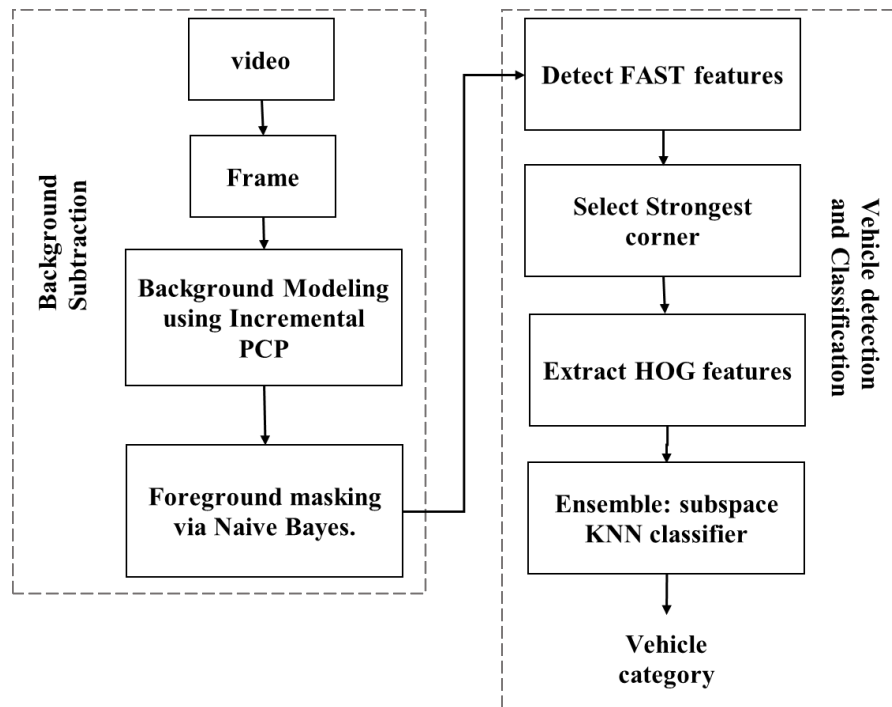 video
Frame
Background Modeling
using Incremental
PCP
Foreground masking
via Naive Bayes.
Background
Subtraction
Detect FAST features
Select Strongest
corner
Extract HOG features
Ensemble: subspace
KNN classifier
Vehicle
category
Vehicle detection
and Classification